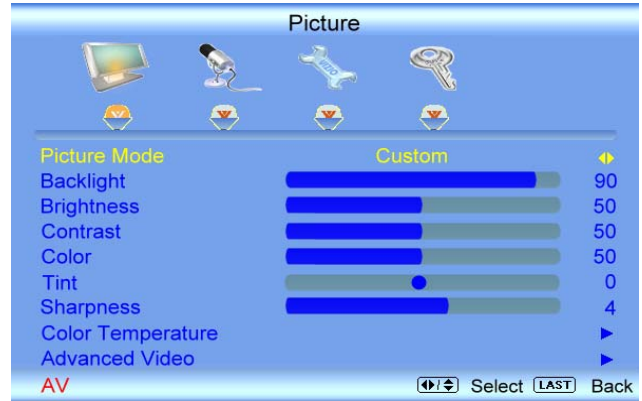 Picture
Picture Mode Custom
Backlight 90
Brightness 50
Contrast 50
Color 50
Tint 0
Sharpness 4
Color Temperature
Advanced Video
AV Select LAST Back